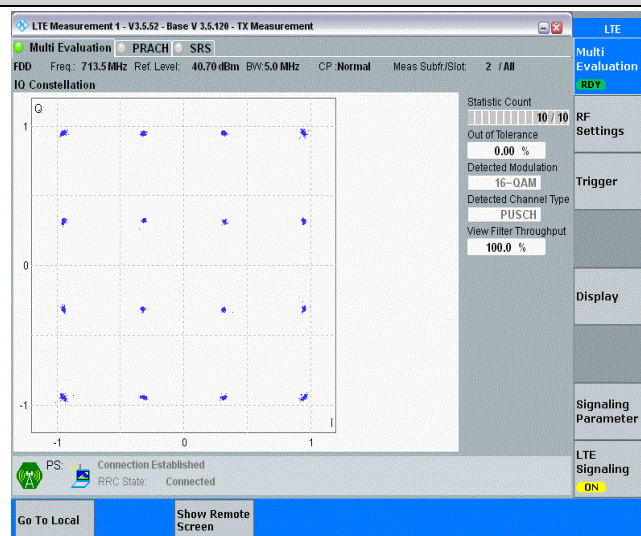 LTE Measurement 1 - V3.5.52 - Base V 3.5.120 - TX Measurement
LTE
Multi Evaluation PRACH SRS
Multi
Evaluation
RDY
FDD Freq.: 713.5 MHz Ref. Level: 40.70 dBm BW: 5.0 MHz CP : Normal Meas Subfr./Slot: 2 / All
IQ Constellation
Q
1
0
-1
-1 0 1
I
Statistic Count
10 / 10
Out of Tolerance
0.00 %
Detected Modulation
16-QAM
Detected Channel Type
PUSCH
View Filter Throughput
100.0 %
RF
Settings
Trigger
Display
Signaling
Parameter
LTE
Signaling
ON
PS: Connection Established
RRC State: Connected
Go To Local
Show Remote
Screen